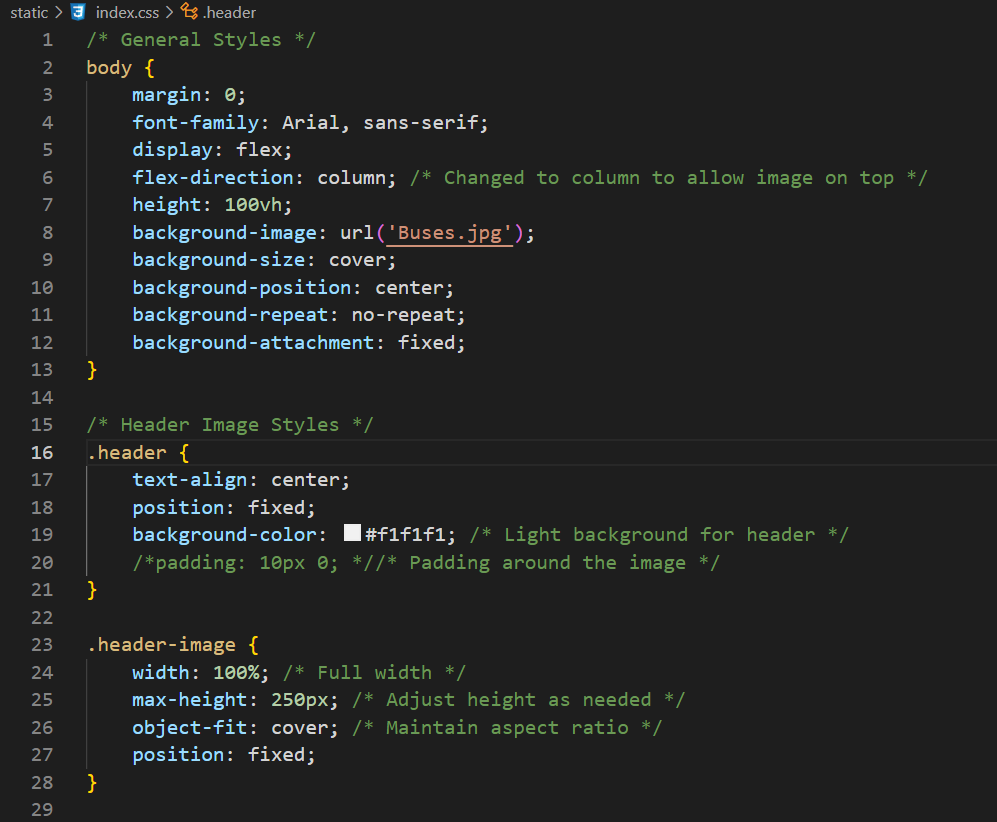 static > index.css > .header
1 /* General Styles */
2 body {
3     margin: 0;
4     font-family: Arial, sans-serif;
5     display: flex;
6     flex-direction: column; /* Changed to column to allow image on top */
7     height: 100vh;
8     background-image: url('Buses.jpg');
9     background-size: cover;
10     background-position: center;
11     background-repeat: no-repeat;
12     background-attachment: fixed;
13 }
14
15 /* Header Image Styles */
16 .header {
17     text-align: center;
18     position: fixed;
19     background-color: #f1f1f1; /* Light background for header */
20     /*padding: 10px 0; *//* Padding around the image */
21 }
22
23 .header-image {
24     width: 100%; /* Full width */
25     max-height: 250px; /* Adjust height as needed */
26     object-fit: cover; /* Maintain aspect ratio */
27     position: fixed;
28 }
29